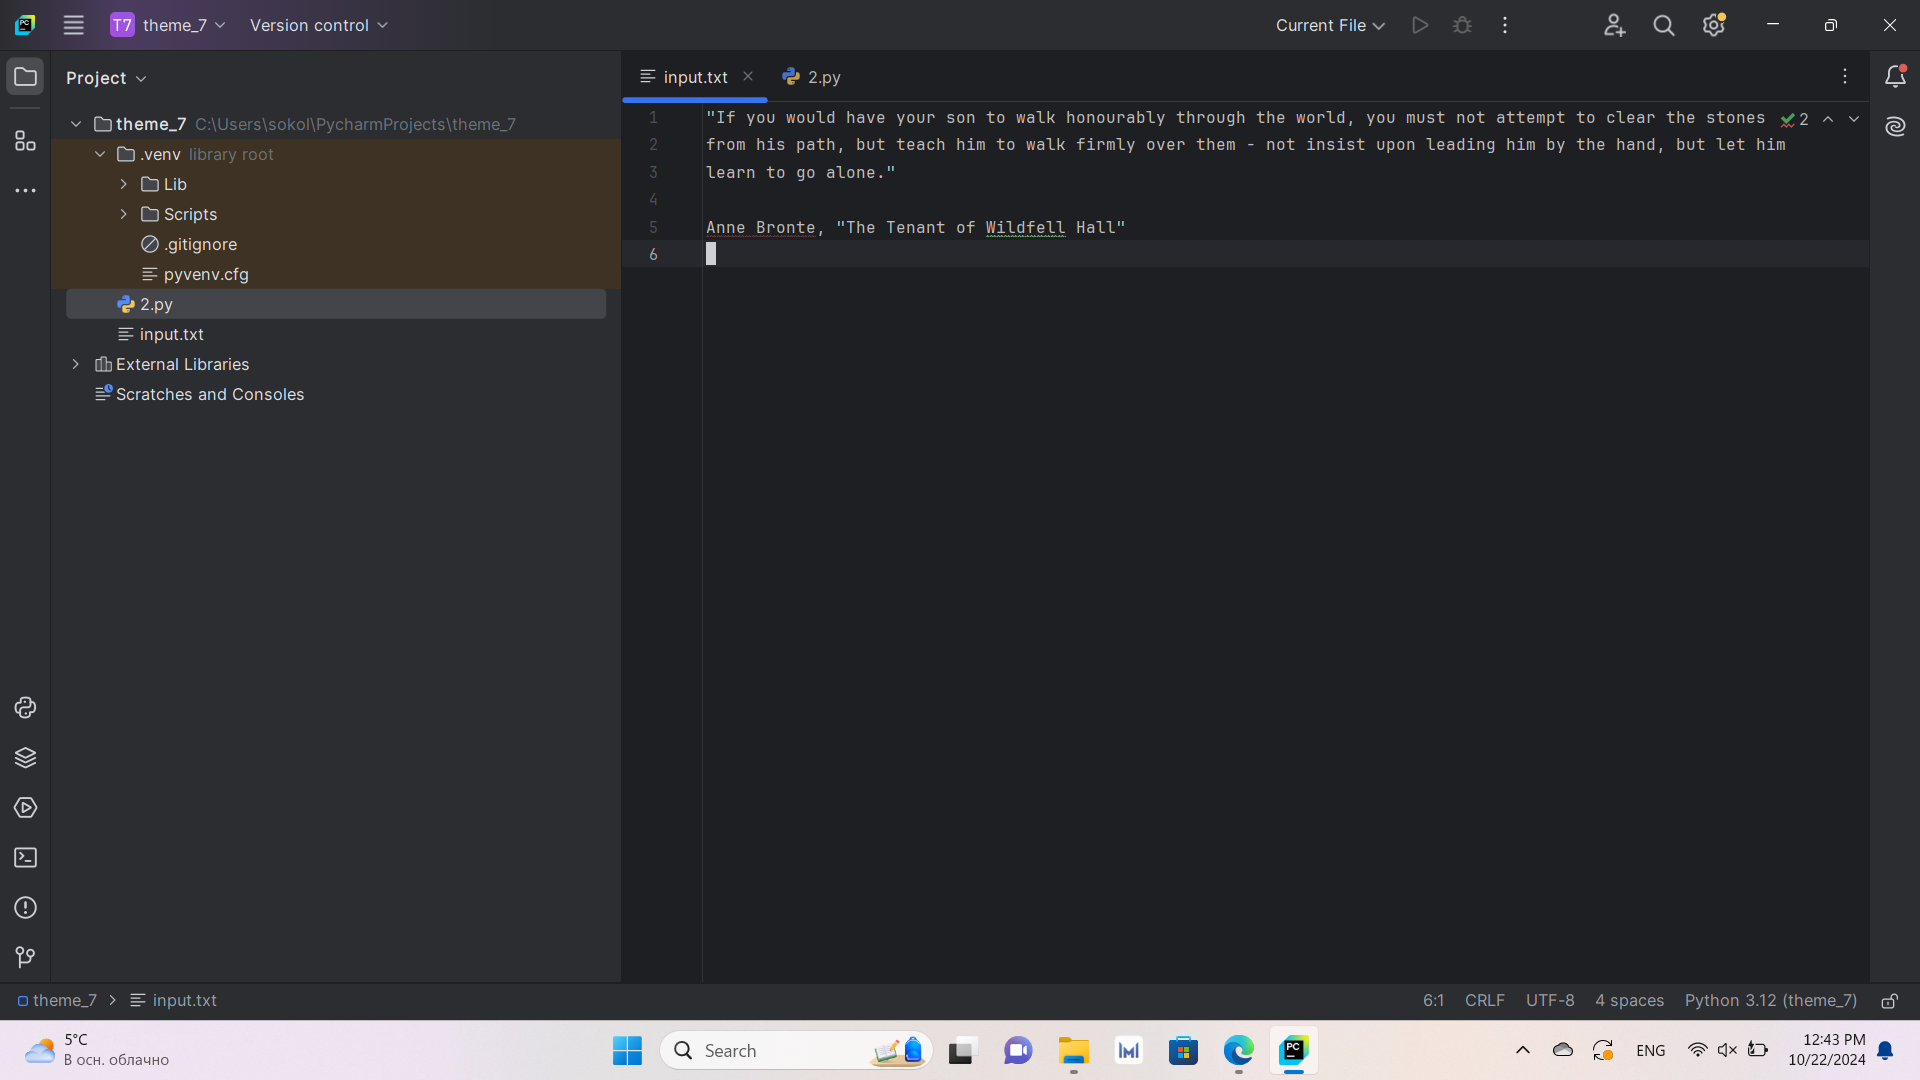 T7 theme_7 Version control Current File
Project
input.txt 2.py
theme_7 C:\Users\sokol\PycharmProjects\theme_7
.venv library root
Lib
Scripts
.gitignore
pyvenv.cfg
2.py
input.txt
External Libraries
Scratches and Consoles
1 "If you would have your son to walk honourably through the world, you must not attempt to clear the stones 2
2 from his path, but teach him to walk firmly over them - not insist upon leading him by the hand, but let him
3 learn to go alone."
4
5 Anne Bronte, "The Tenant of Wildfell Hall"
6
theme_7 input.txt 6:1 CRLF UTF-8 4 spaces Python 3.12 (theme_7)
5°C
В осн. облачно
Search
ENG
12:43 PM
10/22/2024